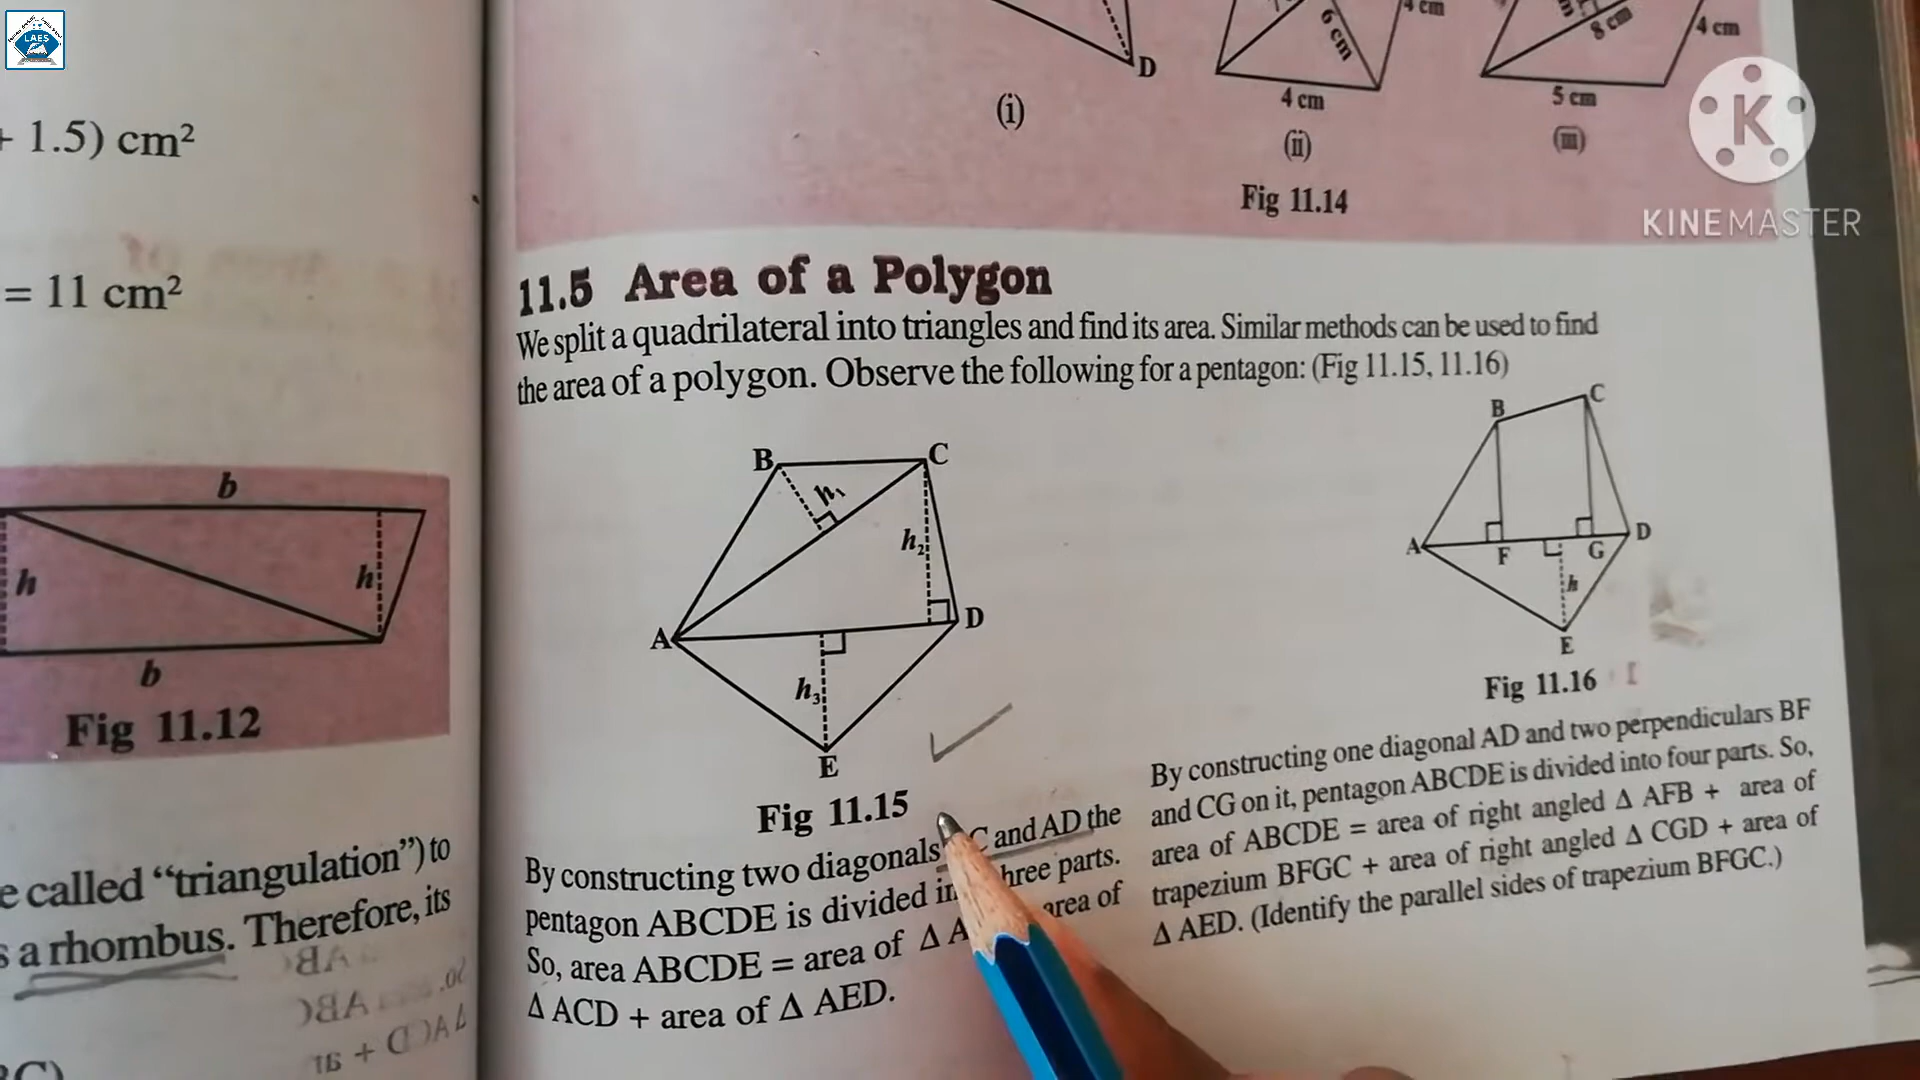 LAES
+ 1.5) cm²
= 11 cm²
b
h
h
b
Fig 11.12
e called “triangulation”) to
s a rhombus. Therefore, its
D
(i)
6 cm
4 cm
4 cm
(ii)
8 cm
4 cm
5 cm
(iii)
Fig 11.14
K
KINEMASTER
11.5 Area of a Polygon
We split a quadrilateral into triangles and find its area. Similar methods can be used to find
the area of a polygon. Observe the following for a pentagon: (Fig 11.15, 11.16)
B
C
h₁
h₂
A
D
h₃
E
Fig 11.15
By constructing two diagonals C and AD the
pentagon ABCDE is divided in hree parts.
So, area ABCDE = area of Δ A area of
Δ ACD + area of Δ AED.
B
C
A
F
G
D
h
E
Fig 11.16
By constructing one diagonal AD and two perpendiculars BF
and CG on it, pentagon ABCDE is divided into four parts. So,
area of ABCDE = area of right angled Δ AFB + area of
trapezium BFGC + area of right angled Δ CGD + area of
Δ AED. (Identify the parallel sides of trapezium BFGC.)